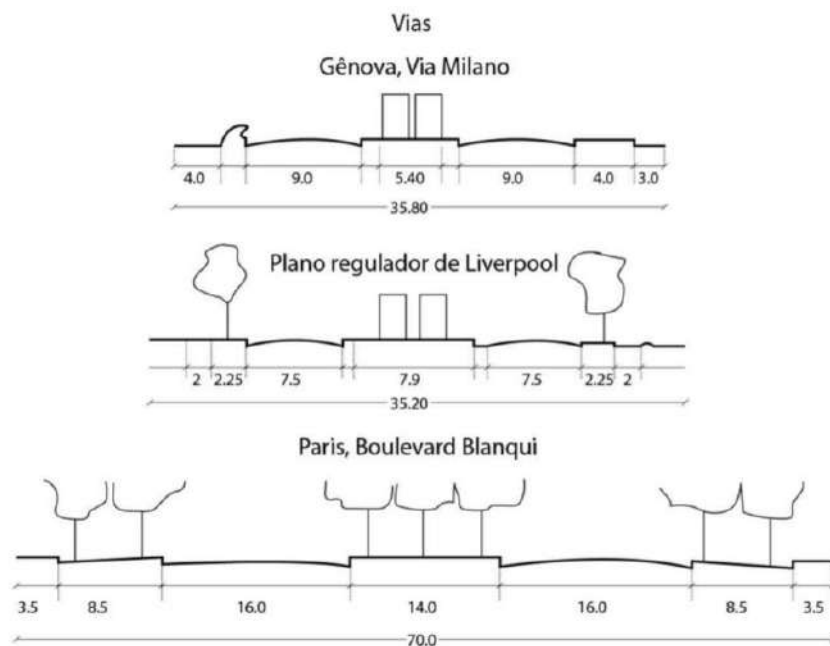 Vias
Gênova, Via Milano
4.0 9.0 5.40 9.0 4.0 3.0
35.80
Plano regulador de Liverpool
2 2.25 7.5 7.9 7.5 2.25 2
35.20
Paris, Boulevard Blanqui
3.5 8.5 16.0 14.0 16.0 8.5 3.5
70.0